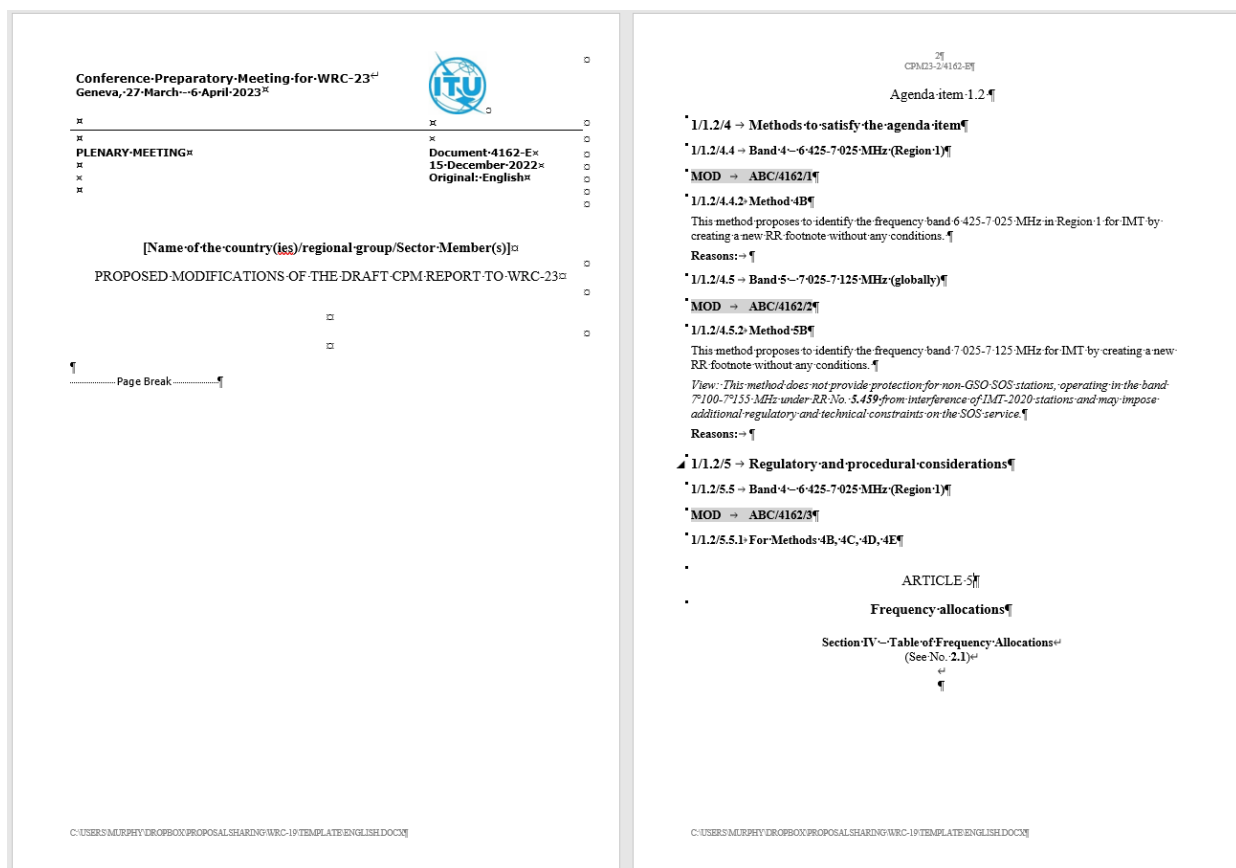 Conference Preparatory Meeting for WRC-23
Geneva, 27 March – 6 April 2023
ITU
PLENARY MEETING
Document 4162-E
15 December 2022
Original: English
[Name of the country(ies)/regional group/Sector Member(s)]
PROPOSED MODIFICATIONS OF THE DRAFT CPM REPORT TO WRC-23
Page Break
C:\USERS\MURPHY\DROPBOX\PROPOSALSHARING\WRC-19\TEMPLATE\ENGLISH.DOCX
2
CPM23-2/4162-E
Agenda item 1.2
1/1.2/4 Methods to satisfy the agenda item
1/1.2/4.4 Band 4 – 6 425-7 025 MHz (Region 1)
MOD ABC/4162/1
1/1.2/4.4.2 Method 4B
This method proposes to identify the frequency band 6 425-7 025 MHz in Region 1 for IMT by
creating a new RR footnote without any conditions.
Reasons:
1/1.2/4.5 Band 5 – 7 025-7 125 MHz (globally)
MOD ABC/4162/2
1/1.2/4.5.2 Method 5B
This method proposes to identify the frequency band 7 025-7 125 MHz for IMT by creating a new
RR footnote without any conditions.
View: This method does not provide protection for non-GSO SOS stations, operating in the band
7°100-7°155 MHz under RR No. 5.459 from interference of IMT-2020 stations and may impose
additional regulatory and technical constraints on the SOS service.
Reasons:
1/1.2/5 Regulatory and procedural considerations
1/1.2/5.5 Band 4 – 6 425-7 025 MHz (Region 1)
MOD ABC/4162/3
1/1.2/5.5.1 For Methods 4B, 4C, 4D, 4E
ARTICLE 5
Frequency allocations
Section IV – Table of Frequency Allocations
(See No. 2.1)
C:\USERS\MURPHY\DROPBOX\PROPOSALSHARING\WRC-19\TEMPLATE\ENGLISH.DOCX